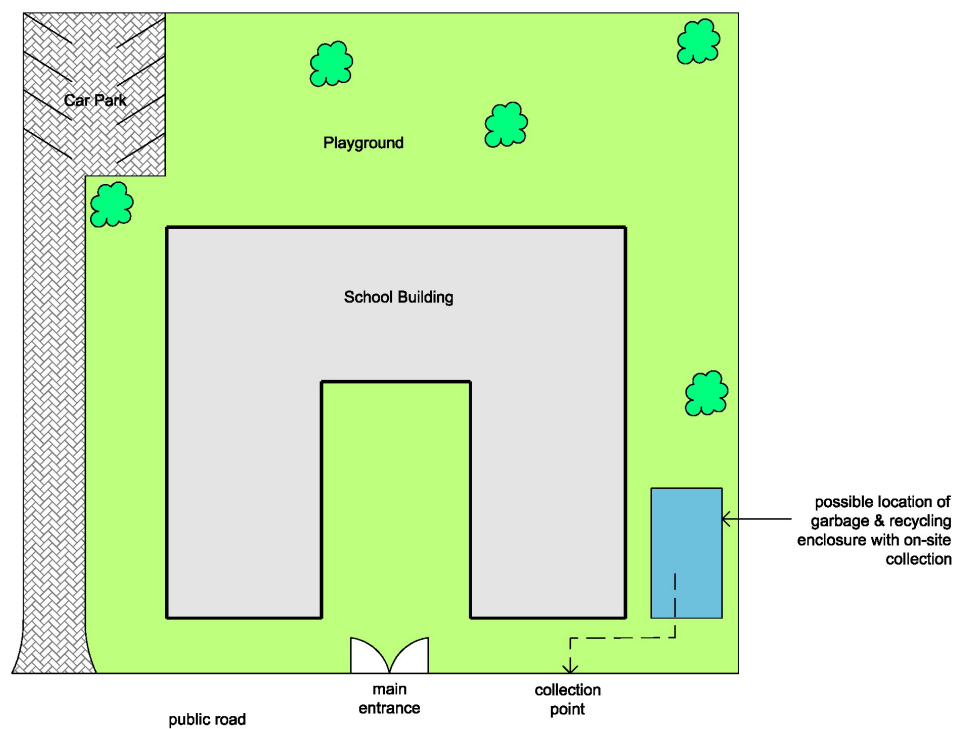 Car Park
Playground
School Building
possible location of
garbage & recycling
enclosure with on-site
collection
main
entrance
collection
point
public road